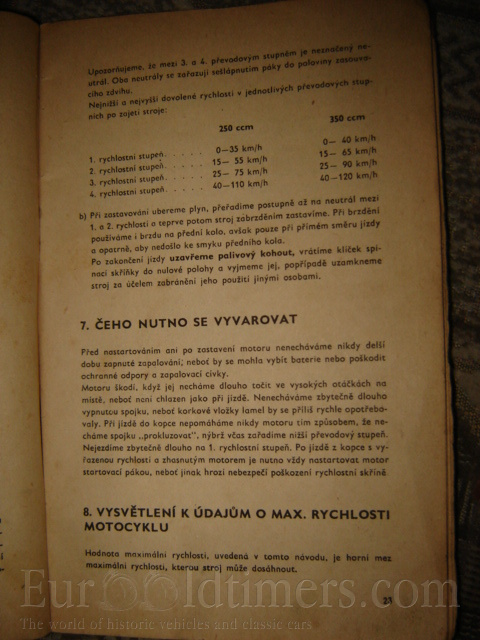 Upozorňujeme, že mezi 3. a 4. převodovým stupněm je neznačený ne-
utrál. Oba neutrály se zařazují sešlápnutím páky do poloviny zasouva-
cího zdvihu.
Nejnižší a nejvyšší dovolené rychlosti v jednoslivých převodových stup-
ních po zajetí stroje:
250 ccm 350 ccm
1. rychlostní stupeň . . . . . 0—35 km/h 0— 40 km/h
2. rychlostní stupeň . . . . . 15— 55 km/h 15— 65 km/h
3. rychlostní stupeň . . . . . 25— 75 km/h 25— 90 km/h
4. rychlostní stupeň . . . . . 40—110 km/h 40—120 km/h
b) Při zastavování ubereme plyn, přeřadíme postupně až na neutrál mezi
1. a 2. rychlostí a teprve potom stroj zabrzděním zastavíme. Při brzdění
používáme i brzdu na přední kolo, avšak pouze při přímém směru jízdy
a opatrně, aby nedošlo ke smyku předního kola.
Po zakončení jízdy uzavřeme palivový kohout, vrátíme klíček spí-
nací skříňky do nulové polohy a vyjmeme jej, popřípadě uzamkneme
stroj za účelem zabránění jeho použití jinými osobami.
7. ČEHO NUTNO SE VYVAROVAT
Před nastartováním ani po zastavení motoru nenecháváme nikdy delší
dobu zapnuté zapalování; neboť by se mohla vybít baterie nebo poškodit
ochranné odpory a zapalovací cívky.
Motoru škodí, když jej necháme dlouho točit ve vysokých otáčkách na
místě, neboť není chlazen jako při jízdě. Nenecháváme zbytečně dlouho
vypnutou spojku, neboť korkové vložky lamel by se příliš rychle opotřebo-
valy. Při jízdě do kopce nepomáháme nikdy motoru tím způsobem, že ne-
cháme spojku „prokluzovat", nýbrž včas zařadíme nižší převodový stupeň.
Nejezdíme zbytečně dlouho na 1. rychlostní stupeň. Po jízdě z kopce s vy-
řazenou rychlostí a zhasnutým motorem je nutno vždy nastartovat motor
startovací pákou, neboť jinak hrozí nebezpečí poškození rychlostní skříně.
8. VYSVĚTLENÍ K ÚDAJŮM O MAX. RYCHLOSTI
MOTOCYKLU
Hodnota maximální rychlosti, uvedená v tomto návodu, je horní mez
maximální rychlosti, kterou stroj může dosáhnout.
23
EurOoldtimers.com
The world of historic vehicles and classic cars